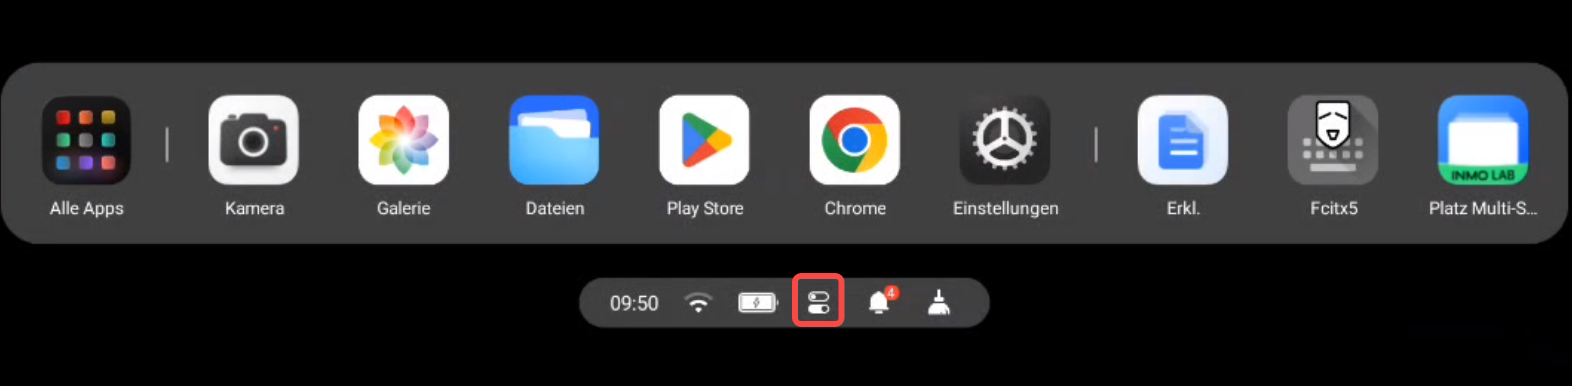 INMO LAB
Alle Apps Kamera Galerie Dateien Play Store Chrome Einstellungen Erkl. Fcitx5 Platz Multi-S...
09:50 4